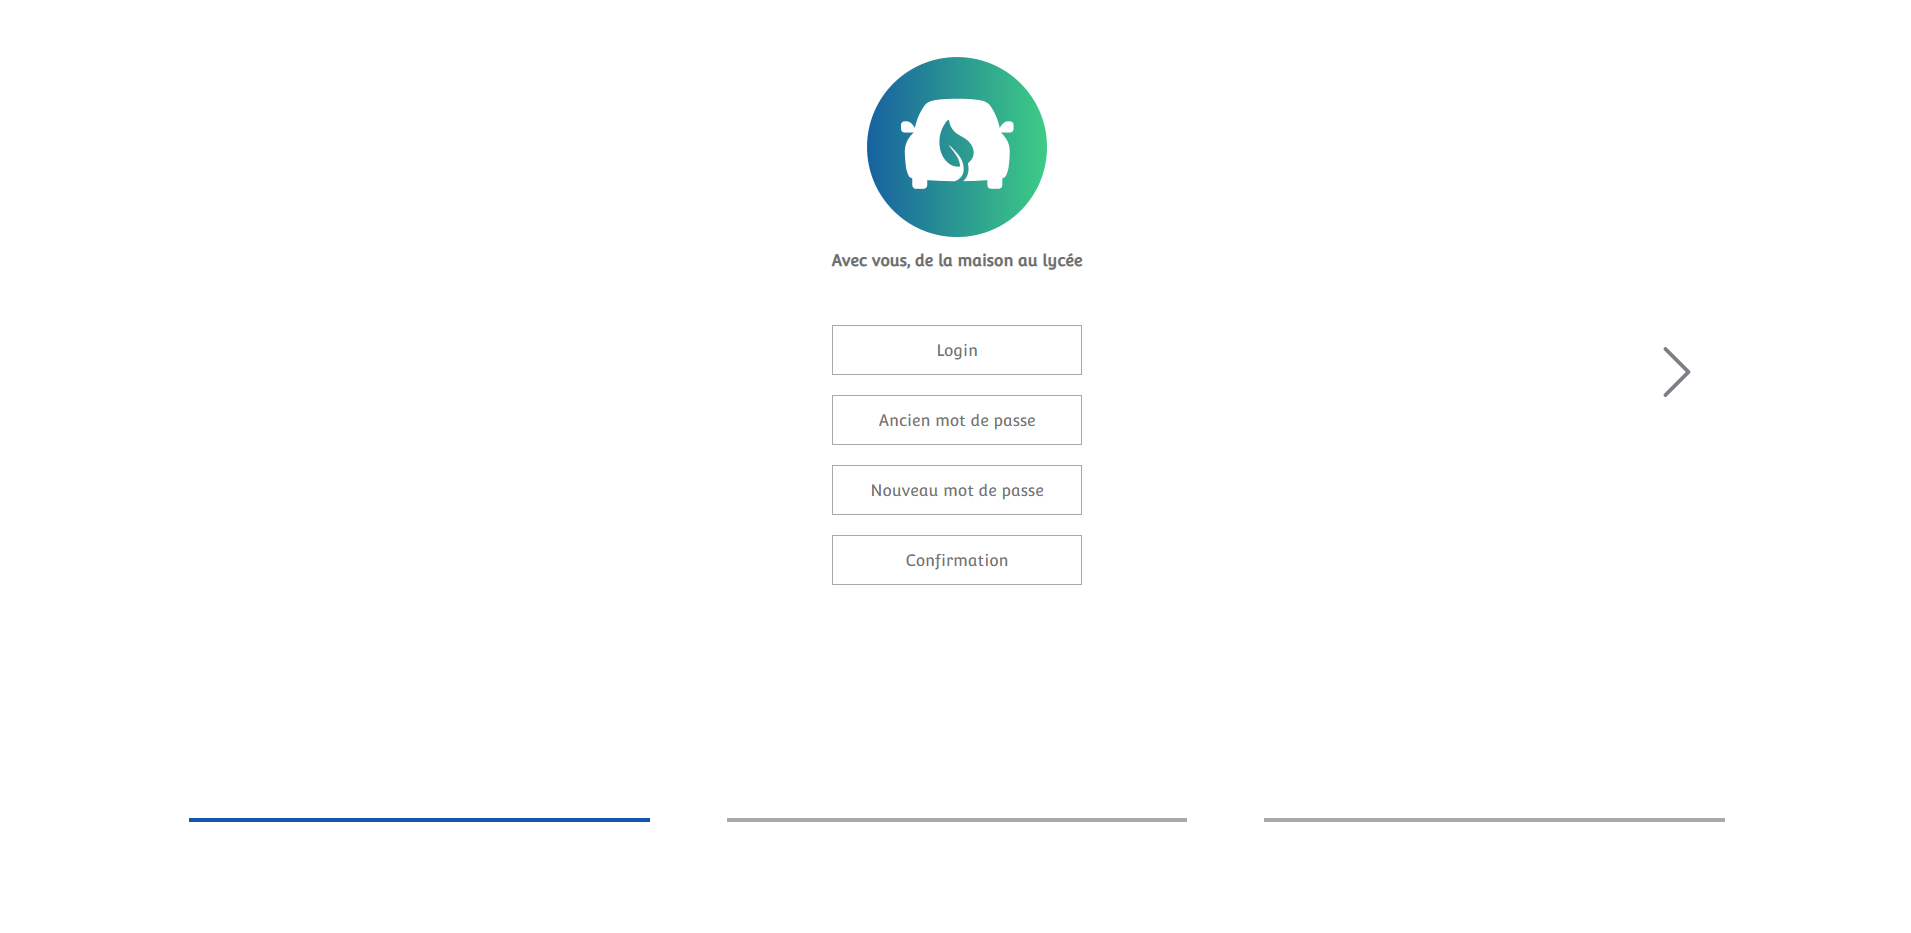 Avec vous, de la maison au lycée
Login
Ancien mot de passe
Nouveau mot de passe
Confirmation